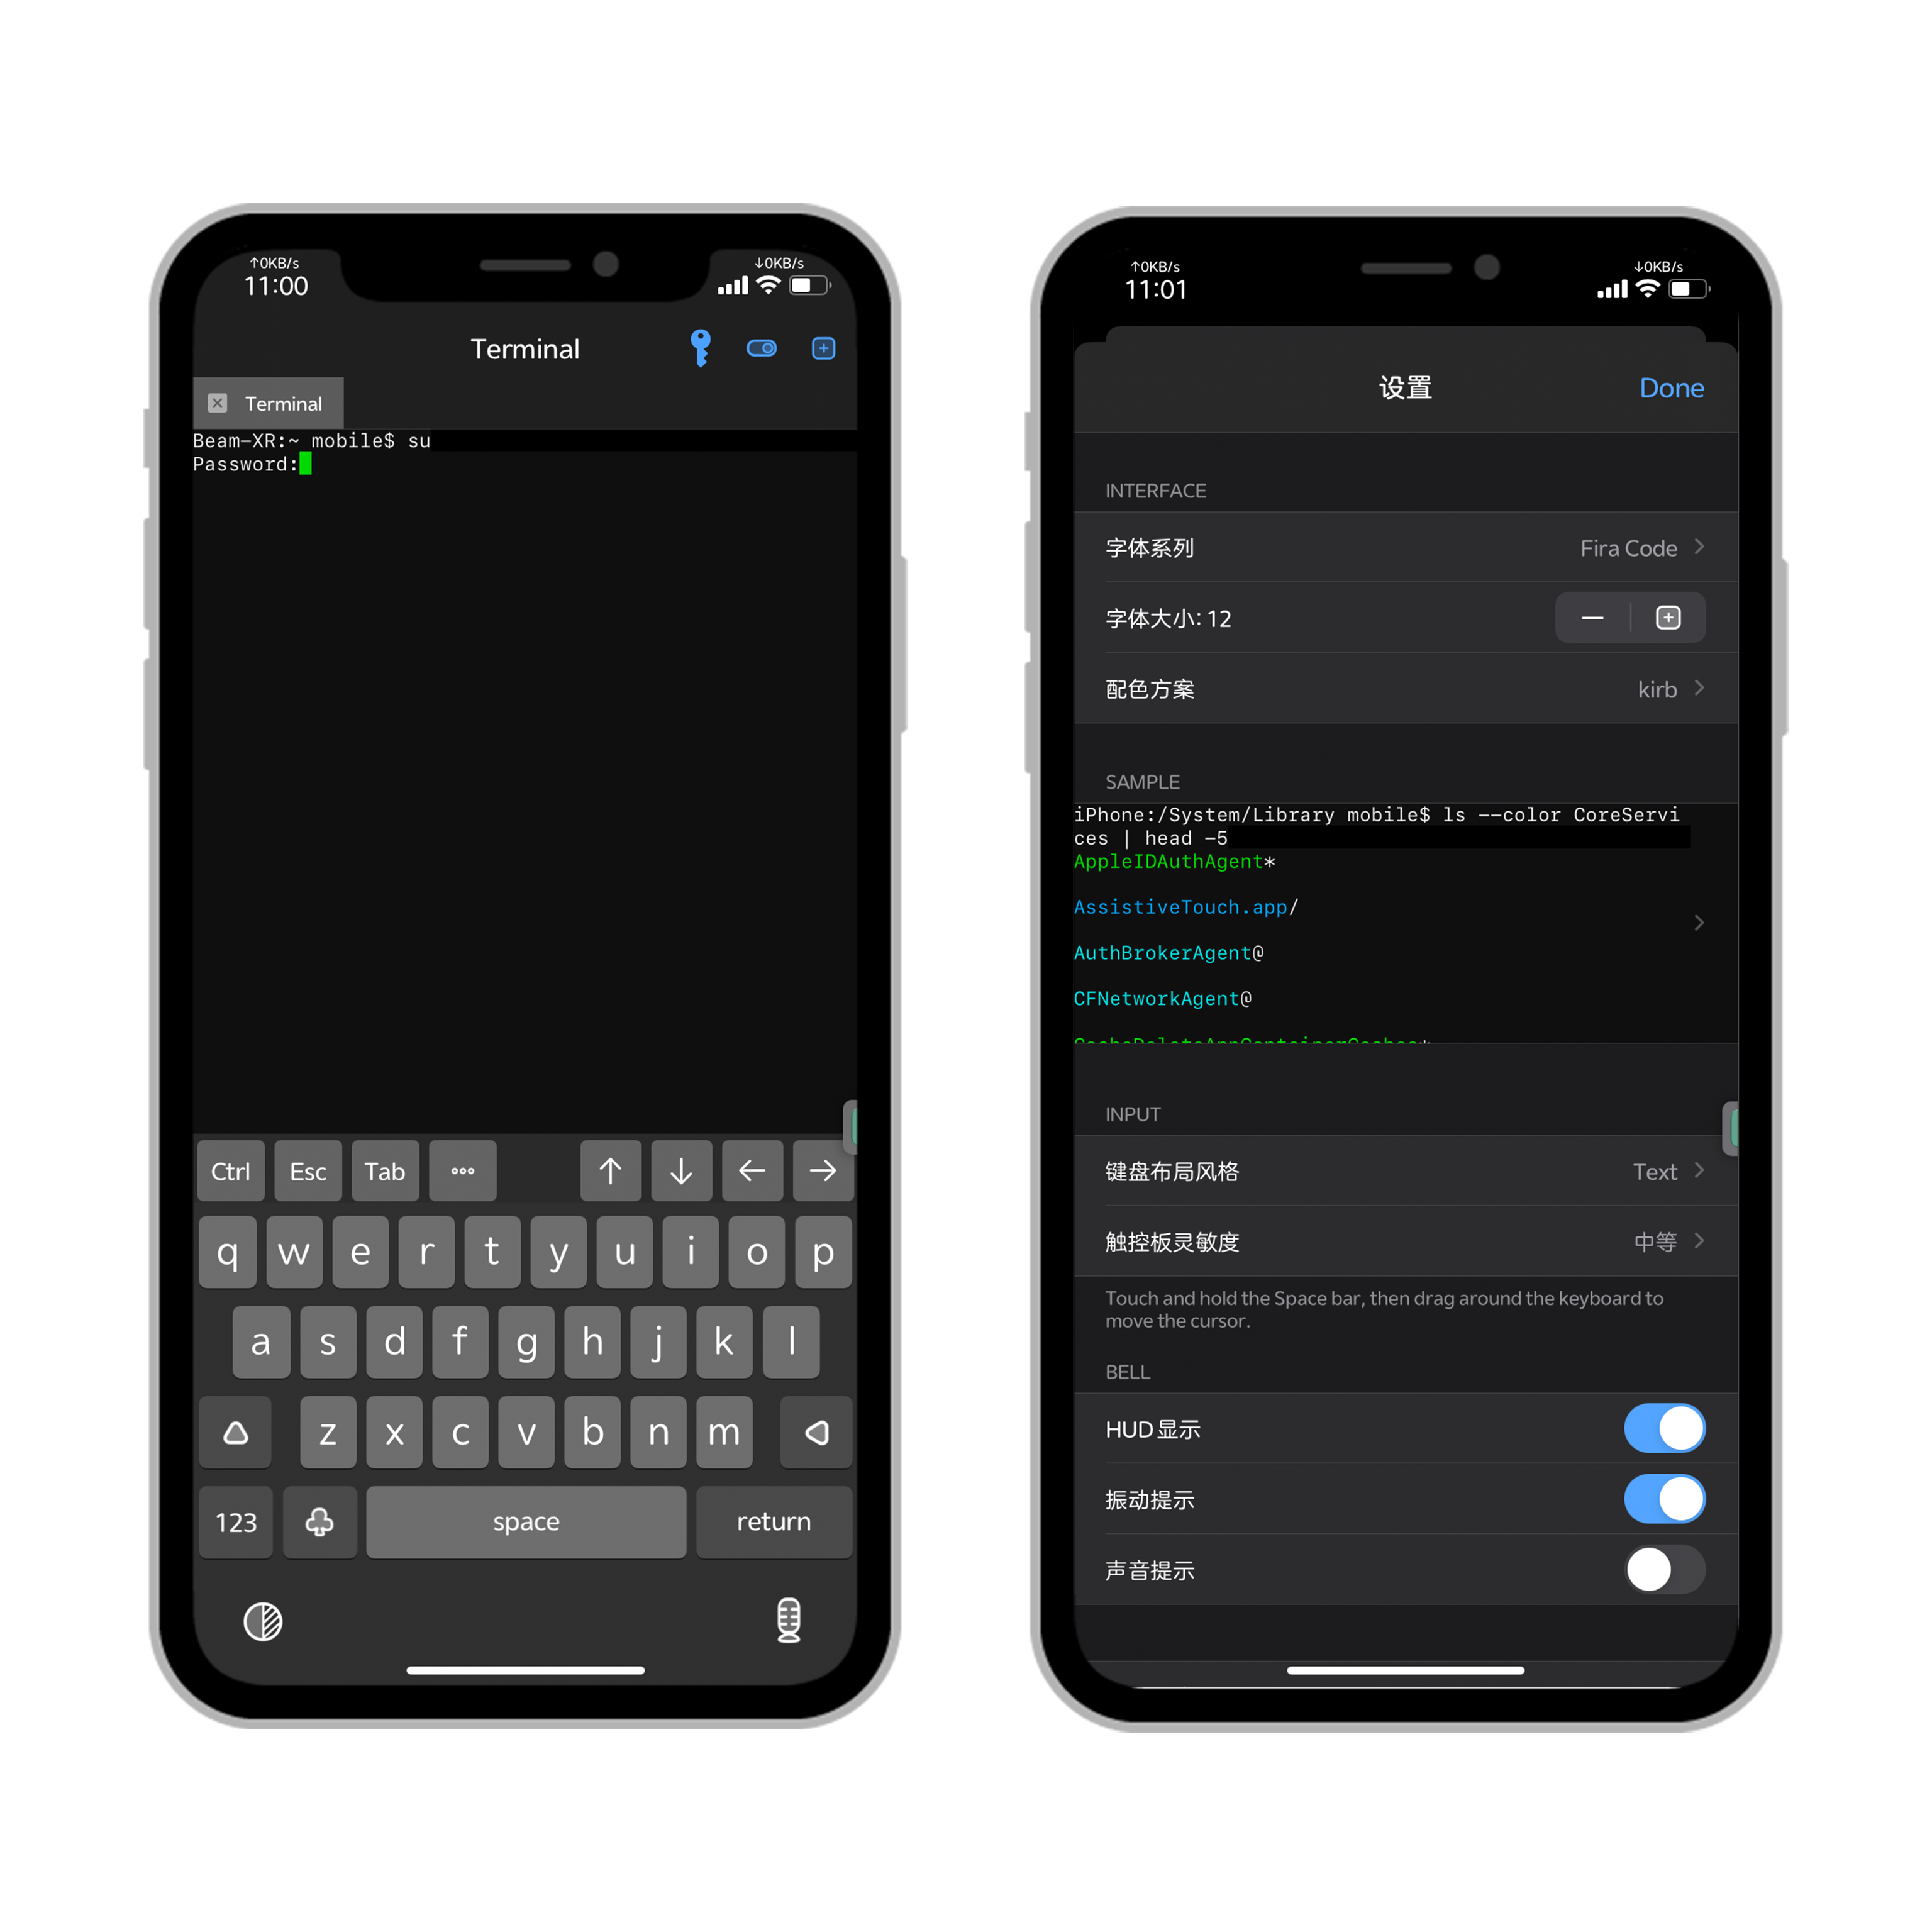 ↑0KB/s
11:00
↓0KB/s
Terminal
Terminal
Beam-XR:~ mobile$ su
Password:
Ctrl Esc Tab
q w e r t y u i o p
a s d f g h j k l
z x c v b n m
123 space return
↑0KB/s
11:01
↓0KB/s
设置 Done
INTERFACE
字体系列 Fira Code
字体大小: 12
配色方案 kirb
SAMPLE
iPhone:/System/Library mobile$ ls --color CoreServi
ces | head -5
AppleIDAuthAgent*
AssistiveTouch.app/
AuthBrokerAgent@
CFNetworkAgent@
CacheDeleteAppContainerCaches*
INPUT
键盘布局风格 Text
触控板灵敏度 中等
Touch and hold the Space bar, then drag around the keyboard to
move the cursor.
BELL
HUD显示
振动提示
声音提示